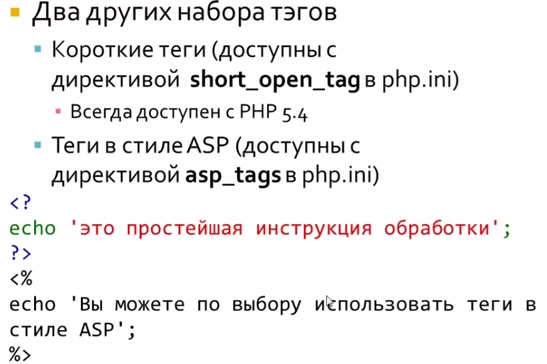 Два других набора тэгов
Короткие теги (доступны с
директивой short_open_tag в php.ini)
Всегда доступен с PHP 5.4
Теги в стиле ASP (доступны с
директивой asp_tags в php.ini)
<?
echo 'это простейшая инструкция обработки';
?>
<%
echo 'Вы можете по выбору использовать теги в
стиле ASP';
%>